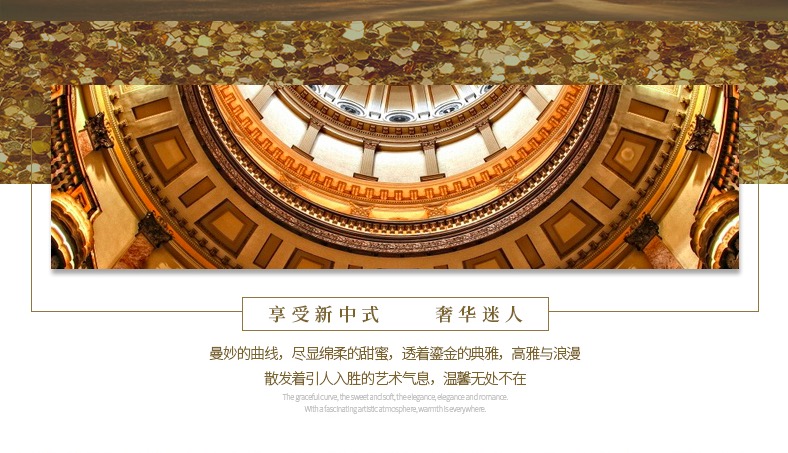 享受新中式 奢华迷人
曼妙的曲线，尽显绵柔的甜蜜，透着鎏金的典雅，高雅与浪漫
散发着引人入胜的艺术气息，温馨无处不在
The graceful curve, the sweet and soft, the elegance, elegance and romance.
With a fascinating artistic atmosphere, warmth is everywhere.